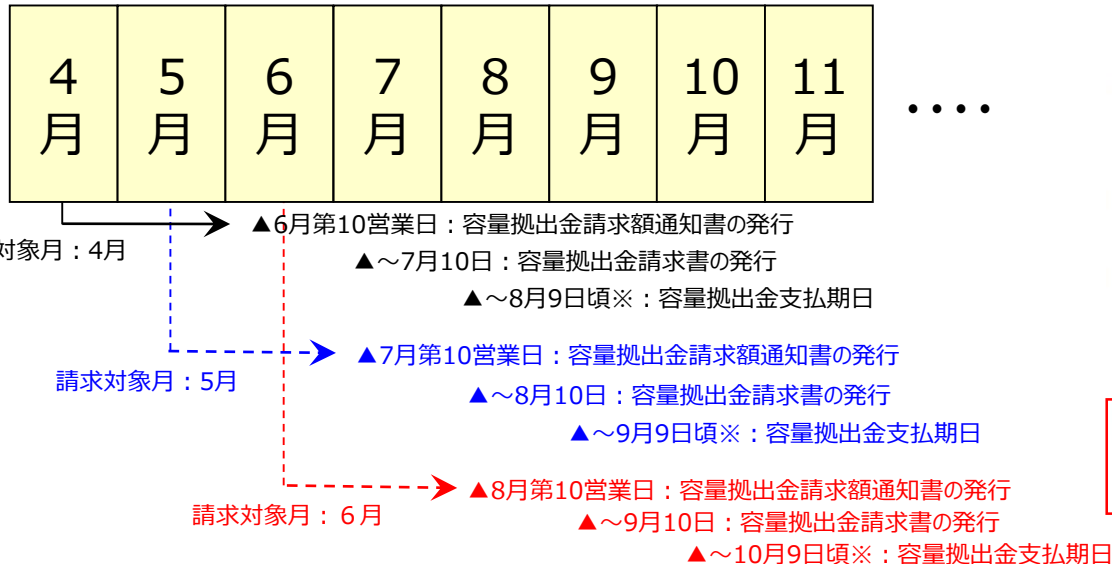 4月 5月 6月 7月 8月 9月 10月 11月 ‥‥
▲6月第10営業日：容量拠出金請求額通知書の発行
対象月：4月
▲～7月10日：容量拠出金請求書の発行
▲～8月9日頃※：容量拠出金支払期日
▲7月第10営業日：容量拠出金請求額通知書の発行
請求対象月：5月
▲～8月10日：容量拠出金請求書の発行
▲～9月9日頃※：容量拠出金支払期日
▲8月第10営業日：容量拠出金請求額通知書の発行
請求対象月：６月
▲～9月10日：容量拠出金請求書の発行
▲～10月9日頃※：容量拠出金支払期日